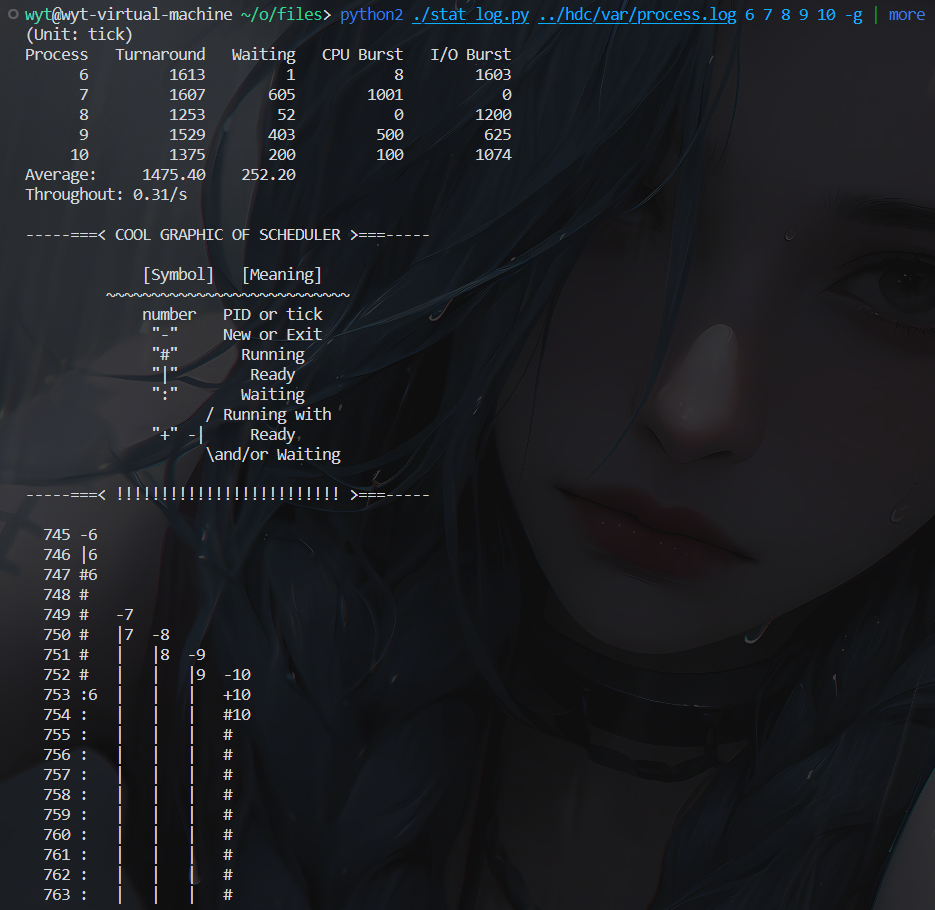 wyt@wyt-virtual-machine ~/o/files> python2 ./stat_log.py ../hdc/var/process.log 6 7 8 9 10 -g | more
(Unit: tick)
Process   Turnaround   Waiting   CPU Burst   I/O Burst
      6         1613         1           8        1603
      7         1607       605        1001           0
      8         1253        52           0        1200
      9         1529       403         500         625
     10         1375       200         100        1074
Average:     1475.40    252.20
Throughout: 0.31/s

-----===< COOL GRAPHIC OF SCHEDULER >===-----

             [Symbol]   [Meaning]
         ~~~~~~~~~~~~~~~~~~~~~~~~~~~
             number   PID or tick
              "-"     New or Exit
              "#"       Running
              "|"        Ready
              ":"       Waiting
                    / Running with
              "+" -|     Ready
                    \and/or Waiting

-----===< !!!!!!!!!!!!!!!!!!!!!!!!! >===-----

  745 -6
  746 |6
  747 #6
  748 #
  749 #   -7
  750 #   |7  -8
  751 #   |   |8  -9
  752 #   |   |   |9  -10
  753 :6  |   |   |   +10
  754 :   |   |   |   #10
  755 :   |   |   |   #
  756 :   |   |   |   #
  757 :   |   |   |   #
  758 :   |   |   |   #
  759 :   |   |   |   #
  760 :   |   |   |   #
  761 :   |   |   |   #
  762 :   |   |   |   #
  763 :   |   |   |   #